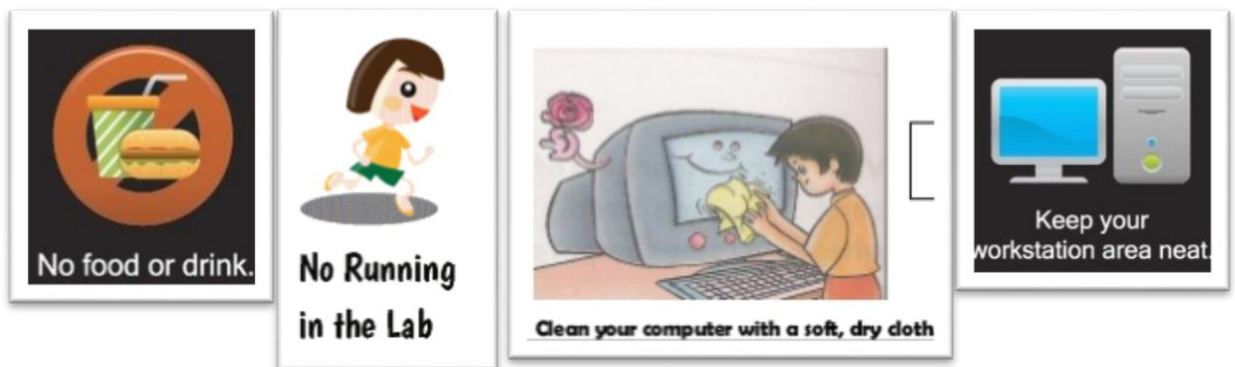 No food or drink.
No Running
in the Lab
Clean your computer with a soft, dry cloth
Keep your
workstation area neat.